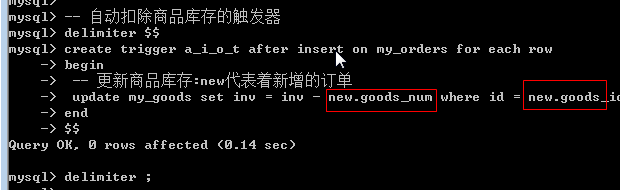 mysql>
mysql> -- 自动扣除商品库存的触发器
mysql> delimiter $$
mysql> create trigger a_i_o_t after insert on my_orders for each row
    -> begin
    ->  -- 更新商品库存:new代表着新增的订单
    ->  update my_goods set inv = inv - new.goods_num where id = new.goods_id
    -> end
    -> $$
Query OK, 0 rows affected (0.14 sec)
mysql> delimiter ;